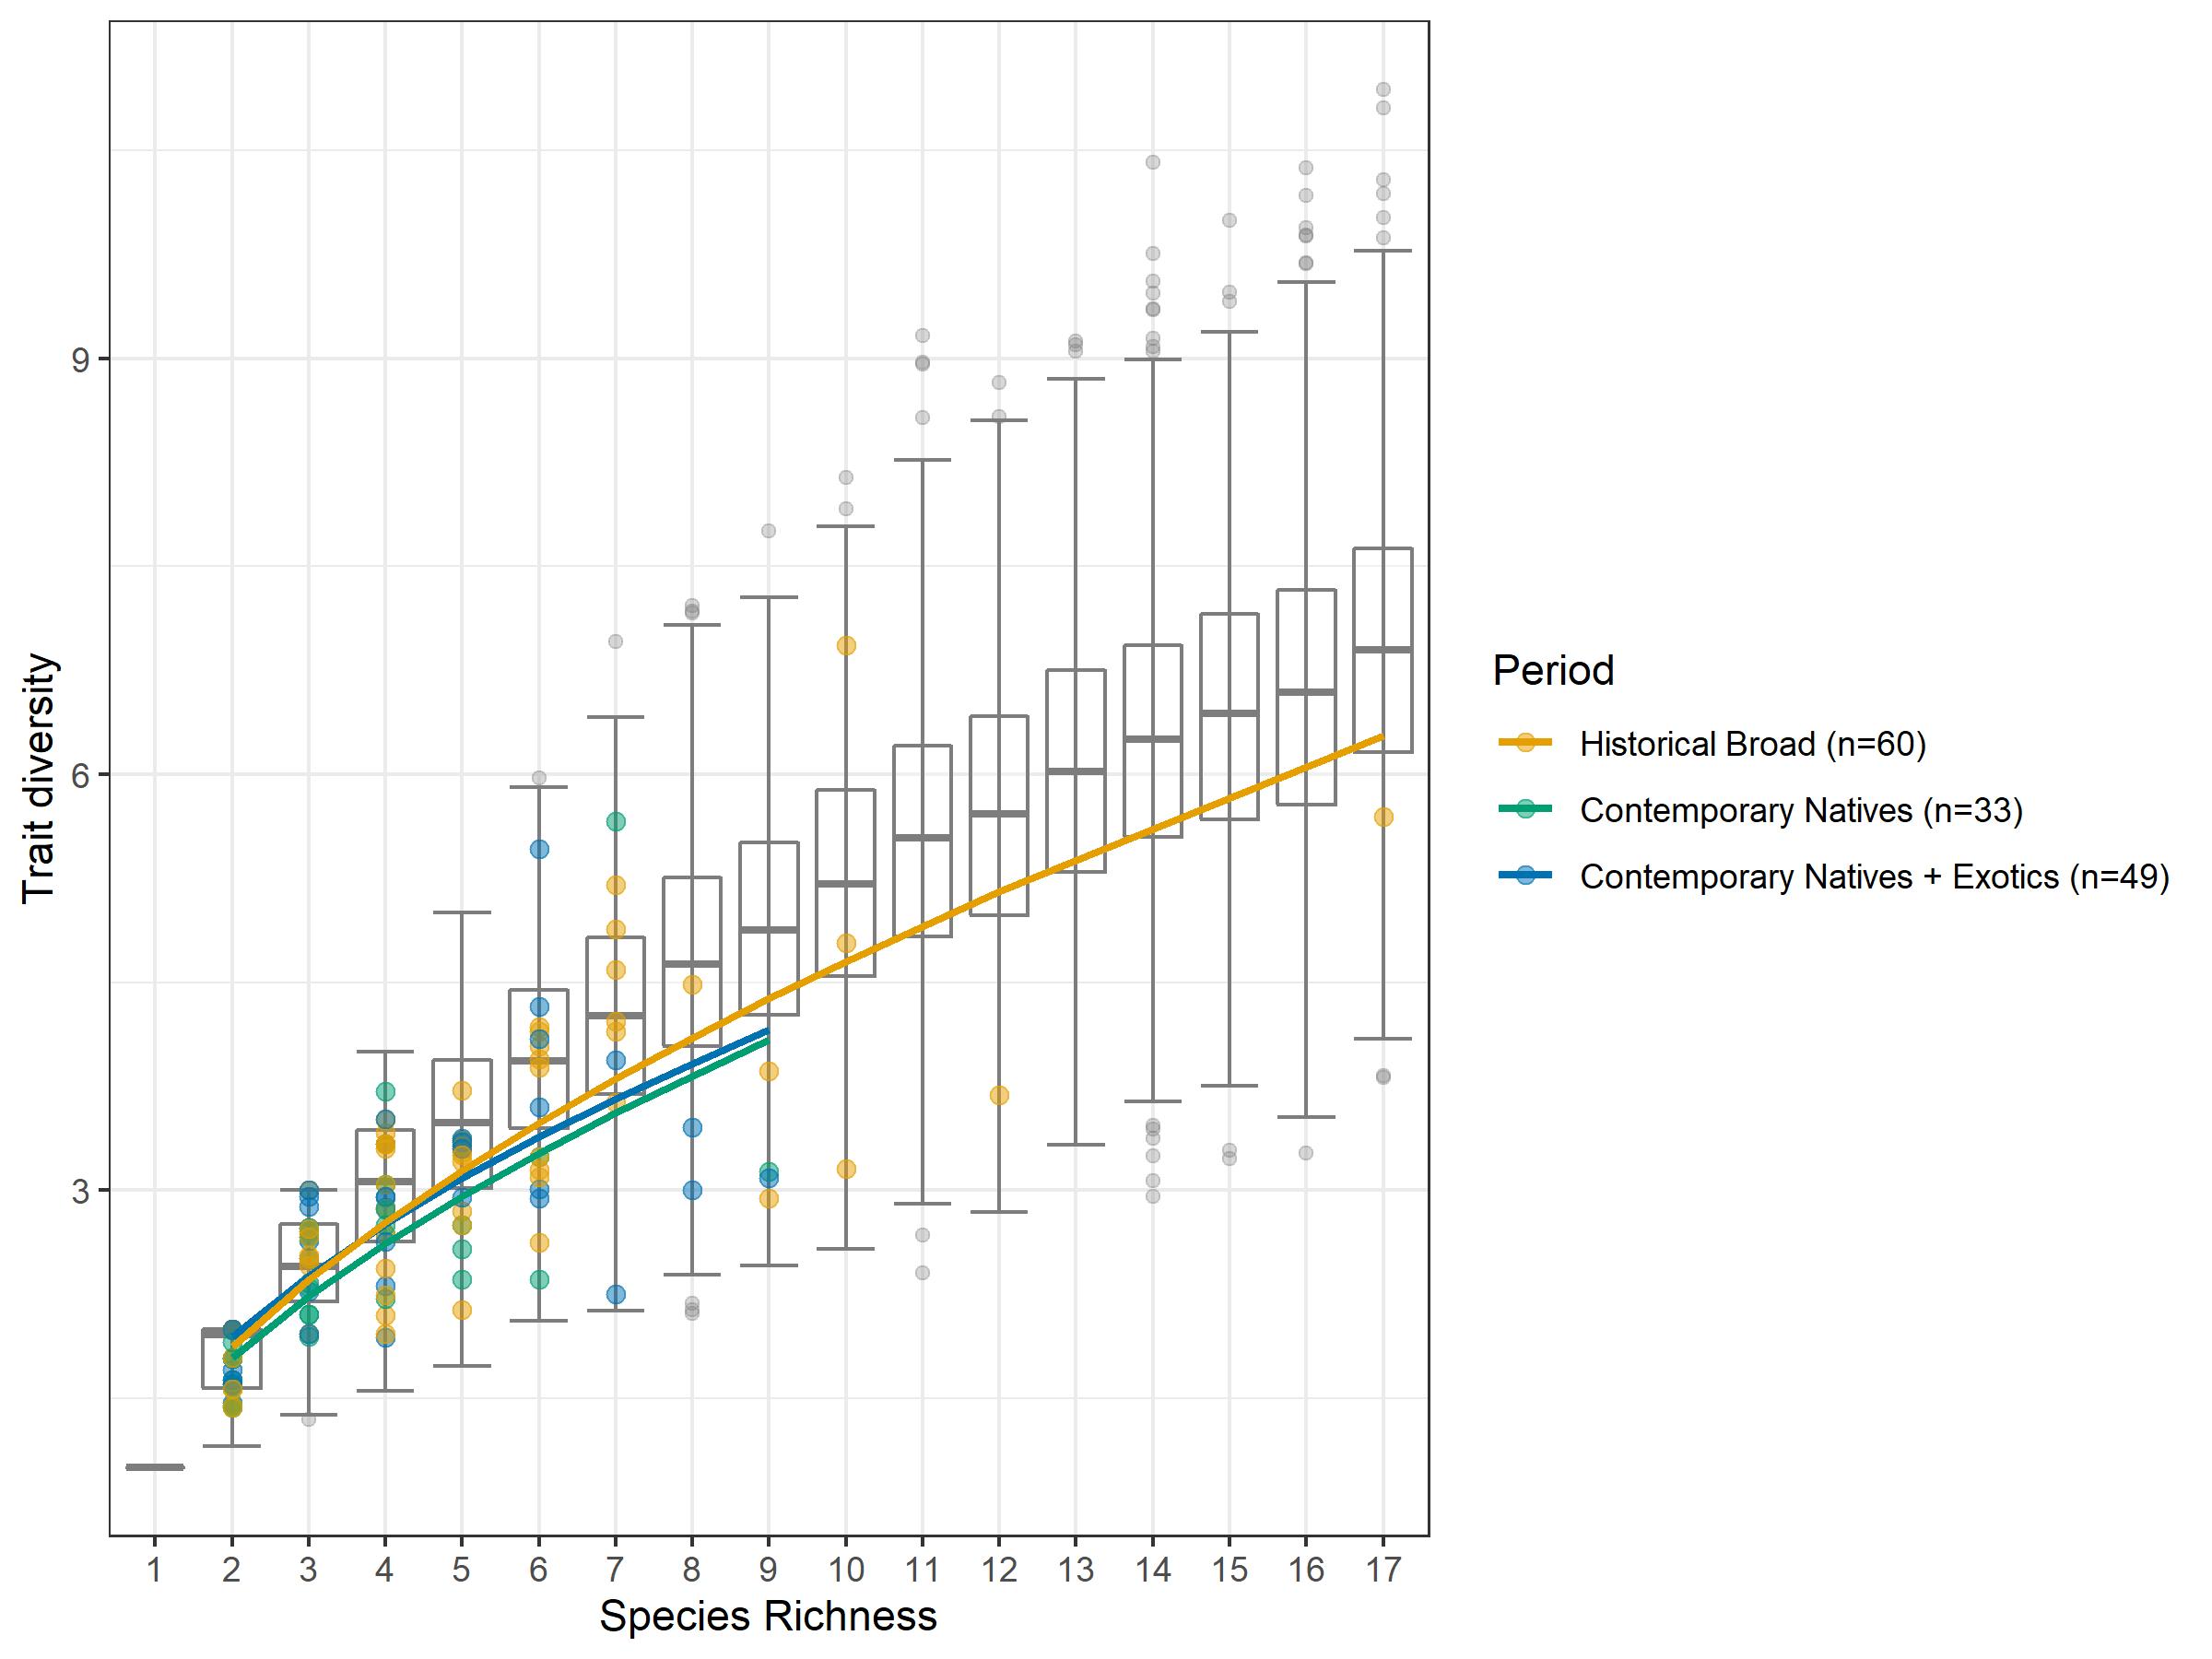 9
6
3
Trait diversity
1 2 3 4 5 6 7 8 9 10 11 12 13 14 15 16 17
Species Richness
Period
Historical Broad (n=60)
Contemporary Natives (n=33)
Contemporary Natives + Exotics (n=49)